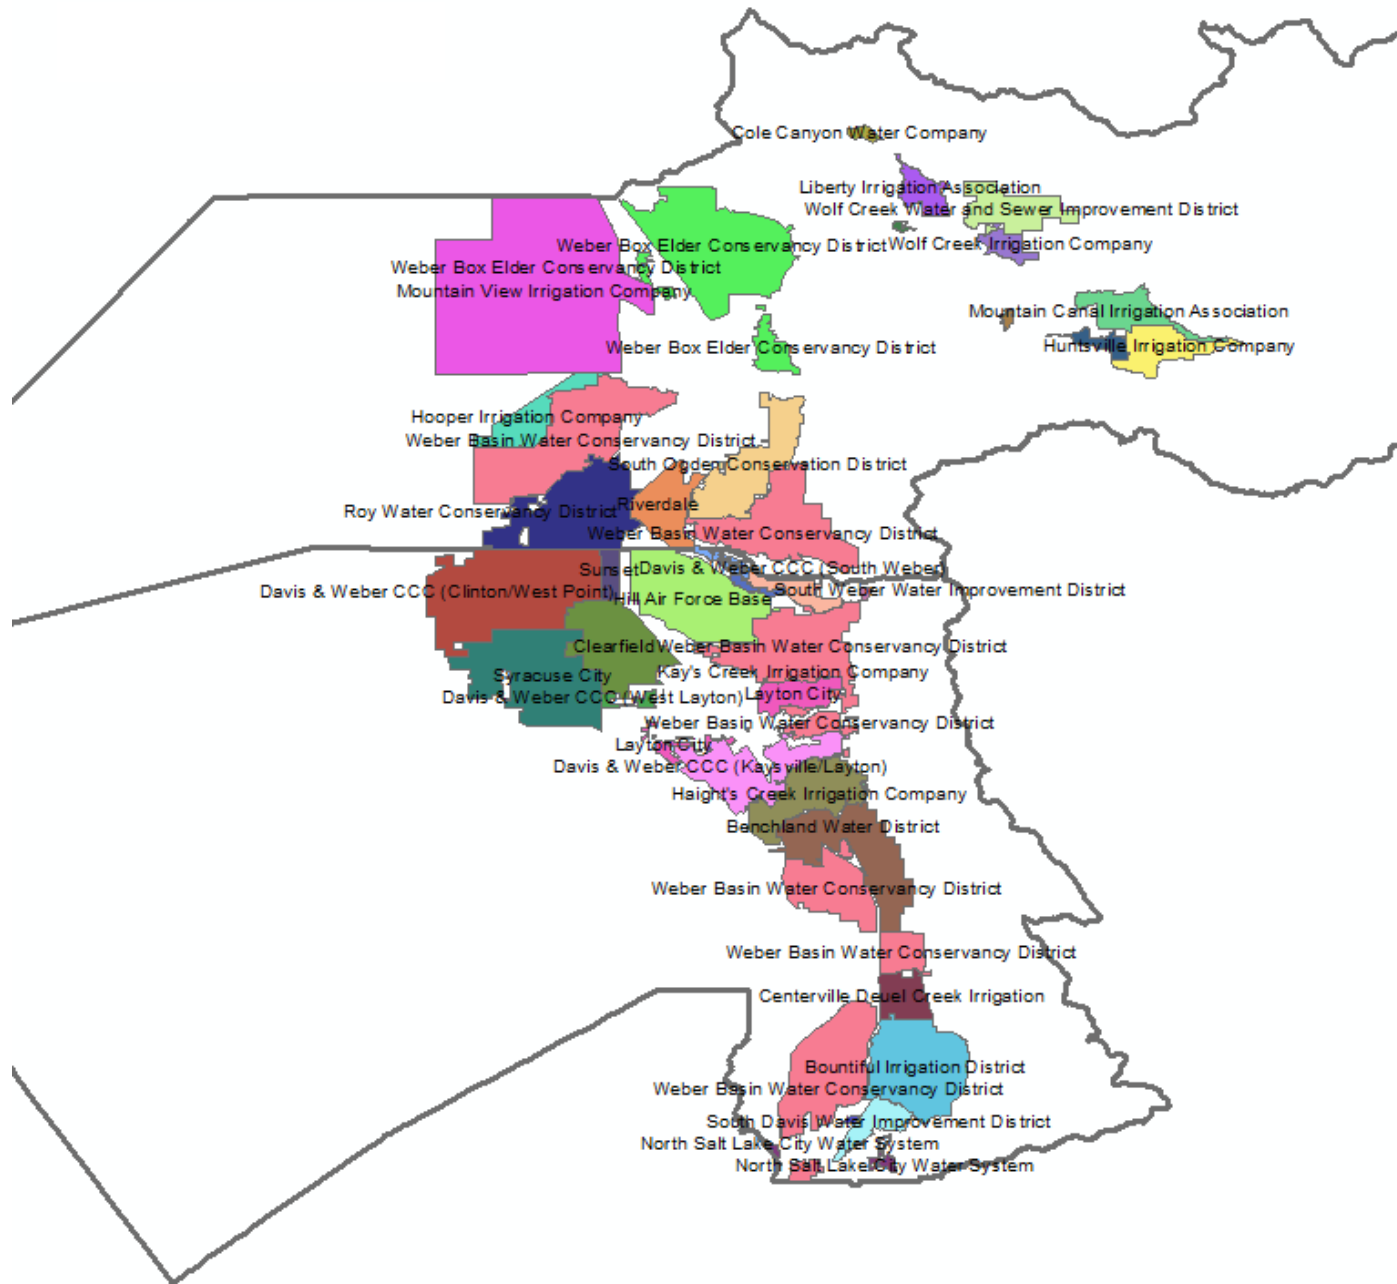 Cole Canyon Water Company
Liberty Irrigation Association
Wolf Creek Water and Sewer Improvement District
Weber Box Elder Conservancy District
Wolf Creek Irrigation Company
Weber Box Elder Conservancy District
Mountain View Irrigation Company
Mountain Canal Irrigation Association
Weber Box Elder Conservancy District
Huntsville Irrigation Company
Hooper Irrigation Company
Weber Basin Water Conservancy District
South Ogden Conservation District
Riverdale
Roy Water Conservancy District
Weber Basin Water Conservancy District
Sunset
Davis & Weber CCC (South Weber)
Davis & Weber CCC (Clinton/West Point)
South Weber Water Improvement District
Hill Air Force Base
Clearfield
Weber Basin Water Conservancy District
Syracuse City
Kay's Creek Irrigation Company
Davis & Weber CCC (West Layton)
Layton City
Weber Basin Water Conservancy District
Layton City
Davis & Weber CCC (Kaysville/Layton)
Haight's Creek Irrigation Company
Benchland Water District
Weber Basin Water Conservancy District
Weber Basin Water Conservancy District
Centerville Deuel Creek Irrigation
Bountiful Irrigation District
Weber Basin Water Conservancy District
South Davis Water Improvement District
North Salt Lake City Water System
North Salt Lake City Water System